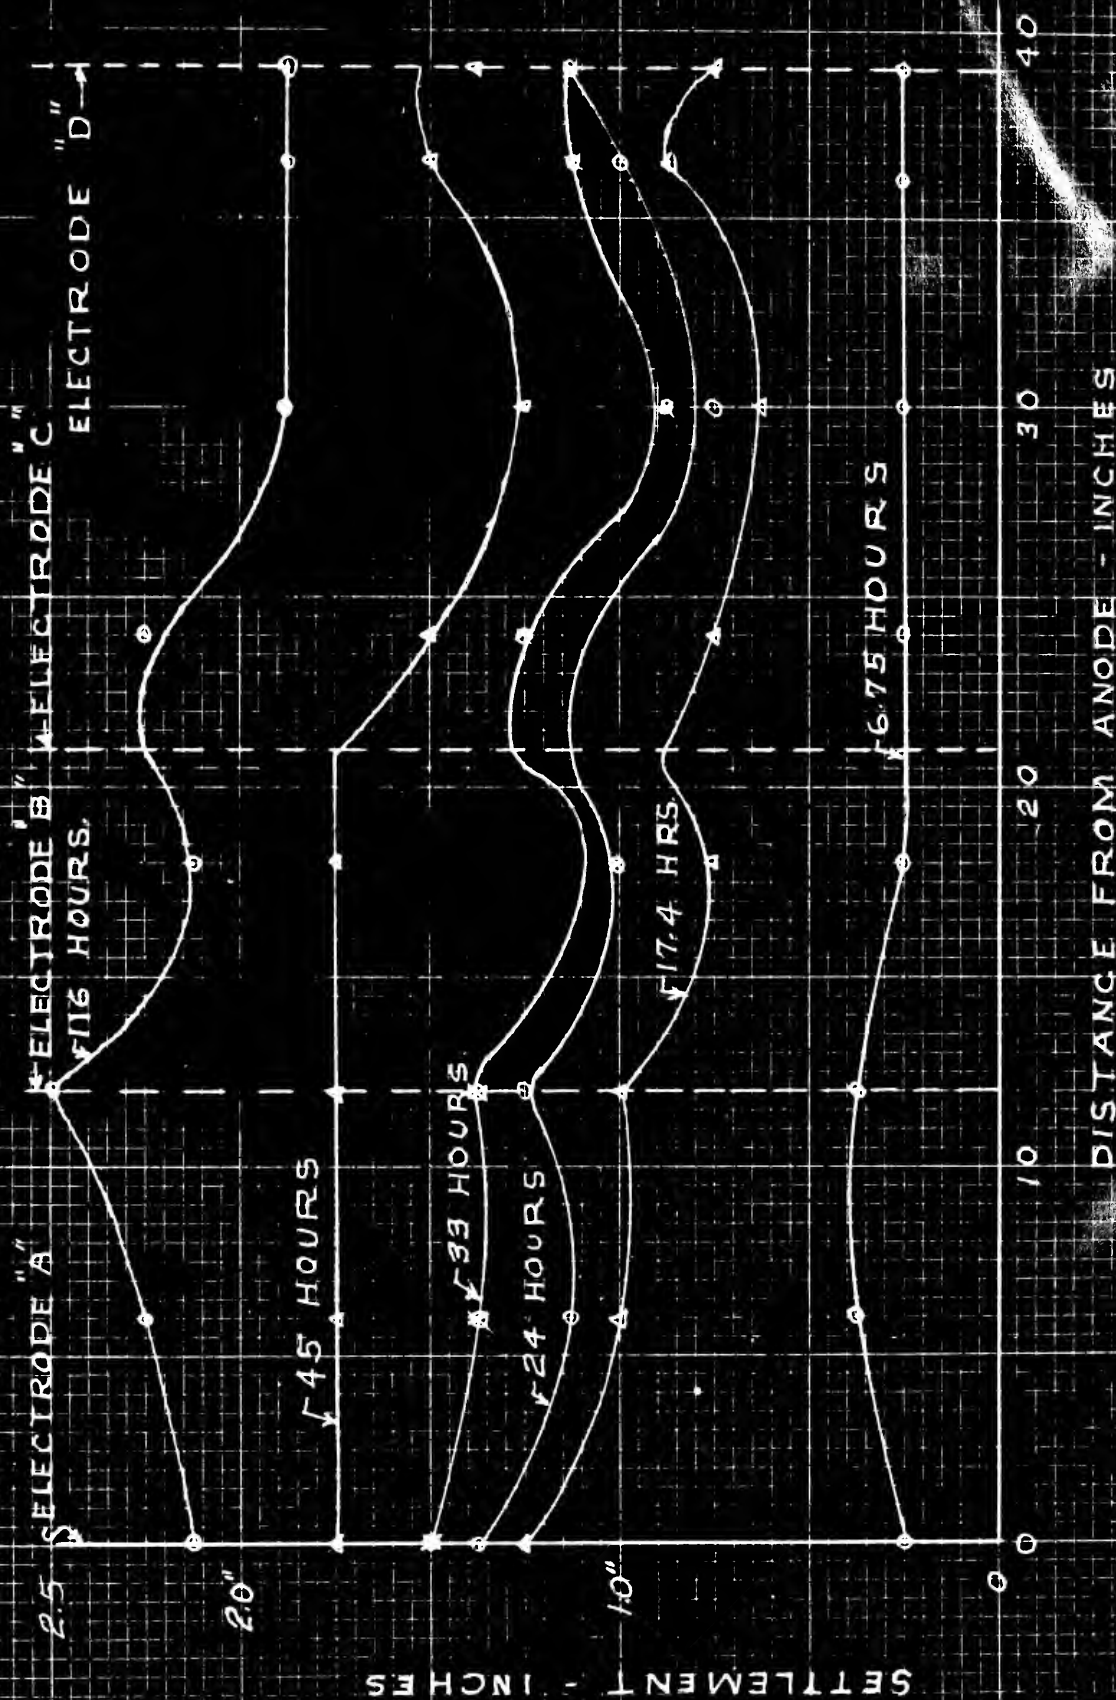 ELECTRODE "A"
ELECTRODE "B"
ELECTRODE "C"
ELECTRODE "D"
116 HOURS.
45 HOURS
33 HOURS.
24 HOURS
17.4 HRS.
6.75 HOURS
2.5
2.0"
1.0"
0
0
10
20
30
40
SETTLEMENT - INCHES
DISTANCE FROM ANODE - INCHES